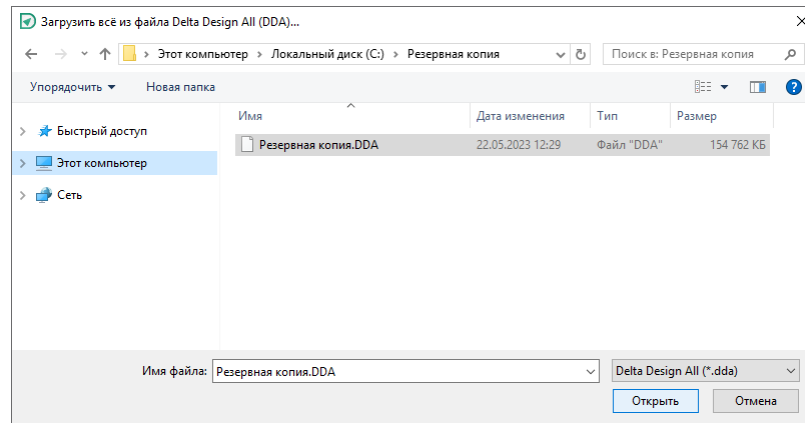 Загрузить всё из файла Delta Design All (DDA)...
Этот компьютер > Локальный диск (C:) > Резервная копия
Поиск в: Резервная копия
Упорядочить
Новая папка
Имя
Дата изменения
Тип
Размер
Быстрый доступ
Этот компьютер
Сеть
Резервная копия.DDA
22.05.2023 12:29
Файл "DDA"
154 762 КБ
Имя файла:
Резервная копия.DDA
Delta Design All (*.dda)
Открыть
Отмена